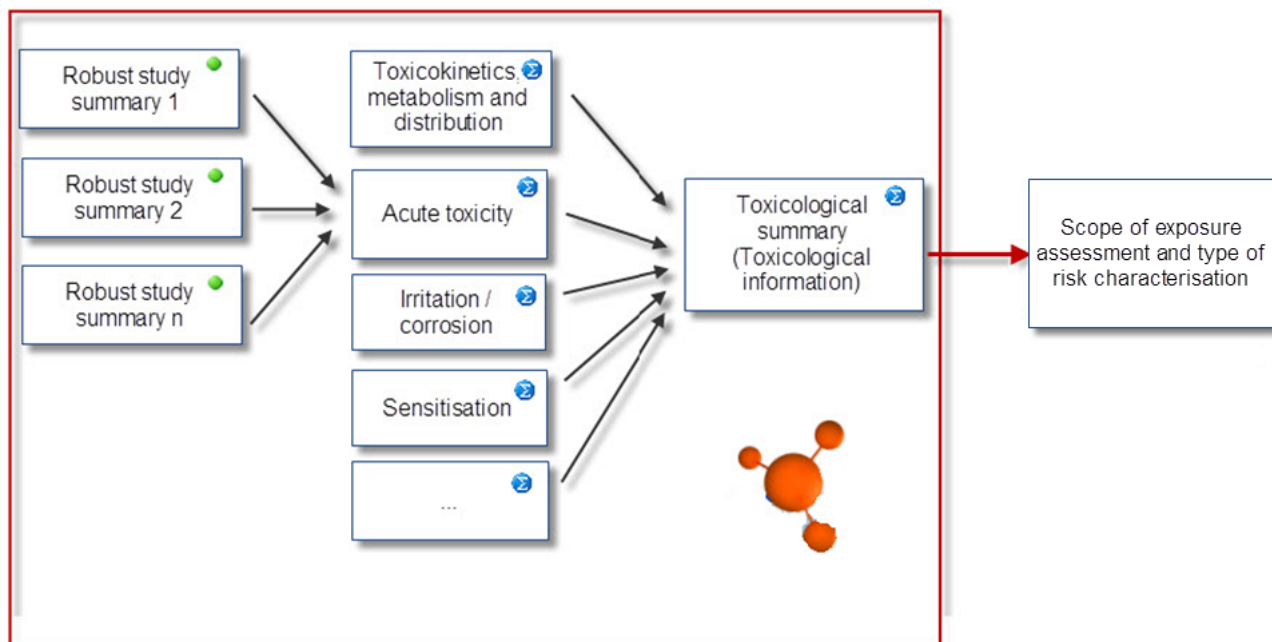 Robust study
summary 1
Robust study
summary 2
Robust study
summary n
Toxicokinetics,
metabolism and
distribution
Σ
Acute toxicity
Σ
Irritation /
corrosion
Σ
Sensitisation
Σ
...
Σ
Toxicological
summary
(Toxicological
information)
Σ
Scope of exposure
assessment and type of
risk characterisation